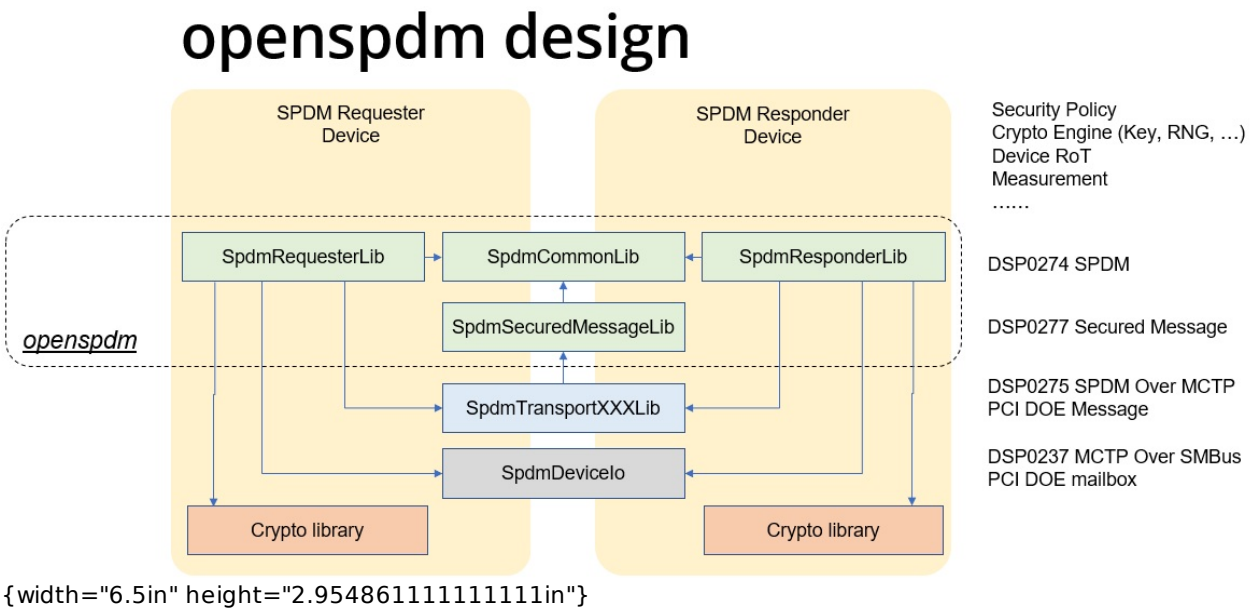 openspdm design
SPDM Requester
Device
SPDM Responder
Device
Security Policy
Crypto Engine (Key, RNG, …)
Device RoT
Measurement
……
SpdmRequesterLib
SpdmCommonLib
SpdmResponderLib
DSP0274 SPDM
openspdm
SpdmSecuredMessageLib
DSP0277 Secured Message
SpdmTransportXXXLib
DSP0275 SPDM Over MCTP
PCI DOE Message
SpdmDeviceIo
DSP0237 MCTP Over SMBus
PCI DOE mailbox
Crypto library
Crypto library
{width="6.5in" height="2.954861111111111in"}